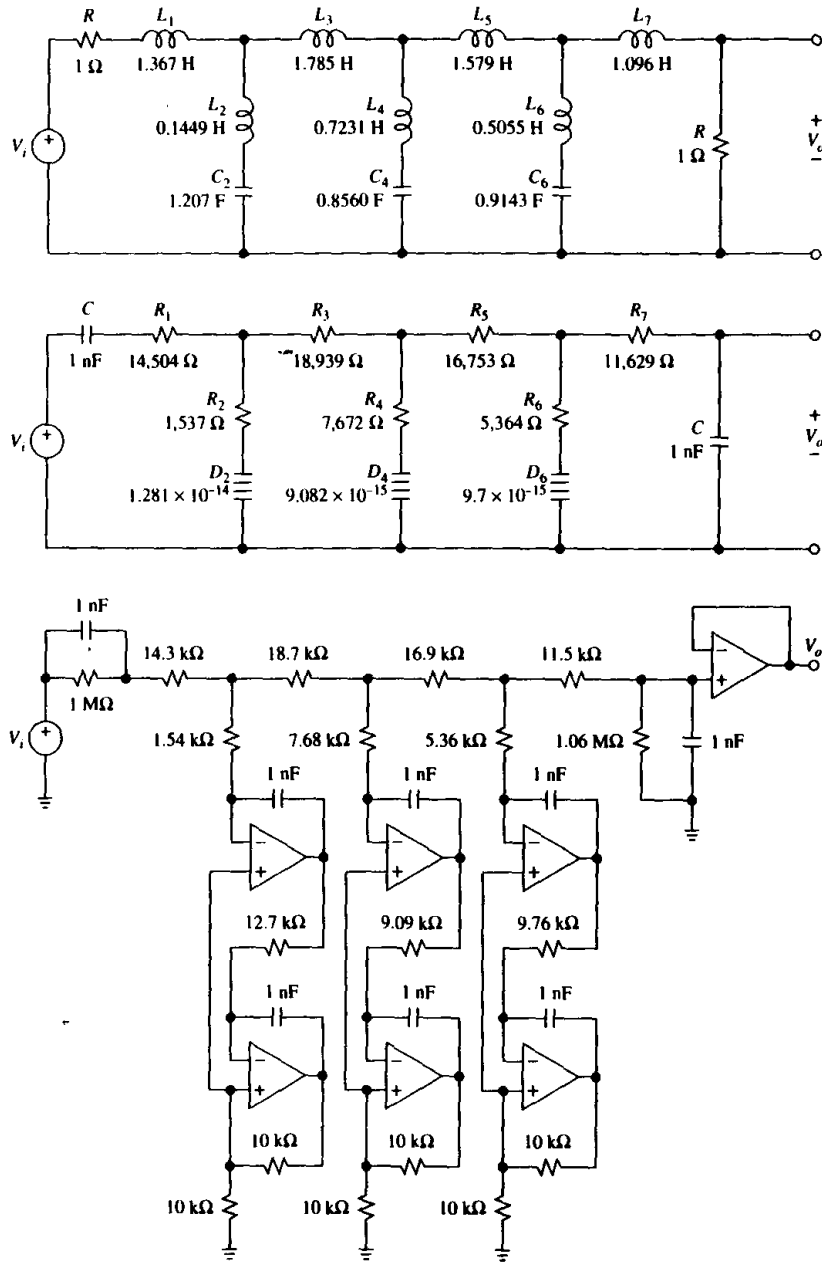 R L1 L3 L5 L7
1 Ω 1.367 H 1.785 H 1.579 H 1.096 H
L2 L4 L6
0.1449 H 0.7231 H 0.5055 H
R
1 Ω
Vi +
+
Vo
−
C2 C4 C6
1.207 F 0.8560 F 0.9143 F
C R1 R3 R5 R7
1 nF 14,504 Ω 18,939 Ω 16,753 Ω 11,629 Ω
R2 R4 R6
1,537 Ω 7,672 Ω 5,364 Ω
C
1 nF
Vi +
+
Vo
−
D2 D4 D6
1.281 × 10−14 9.082 × 10−15 9.7 × 10−15
1 nF
14.3 kΩ 18.7 kΩ 16.9 kΩ 11.5 kΩ
− Vo
+
1 MΩ
Vi + 1.54 kΩ 7.68 kΩ 5.36 kΩ 1.06 MΩ 1 nF
1 nF 1 nF 1 nF
− − −
+ + +
12.7 kΩ 9.09 kΩ 9.76 kΩ
1 nF 1 nF 1 nF
− − −
+ + +
10 kΩ 10 kΩ 10 kΩ
10 kΩ 10 kΩ 10 kΩ